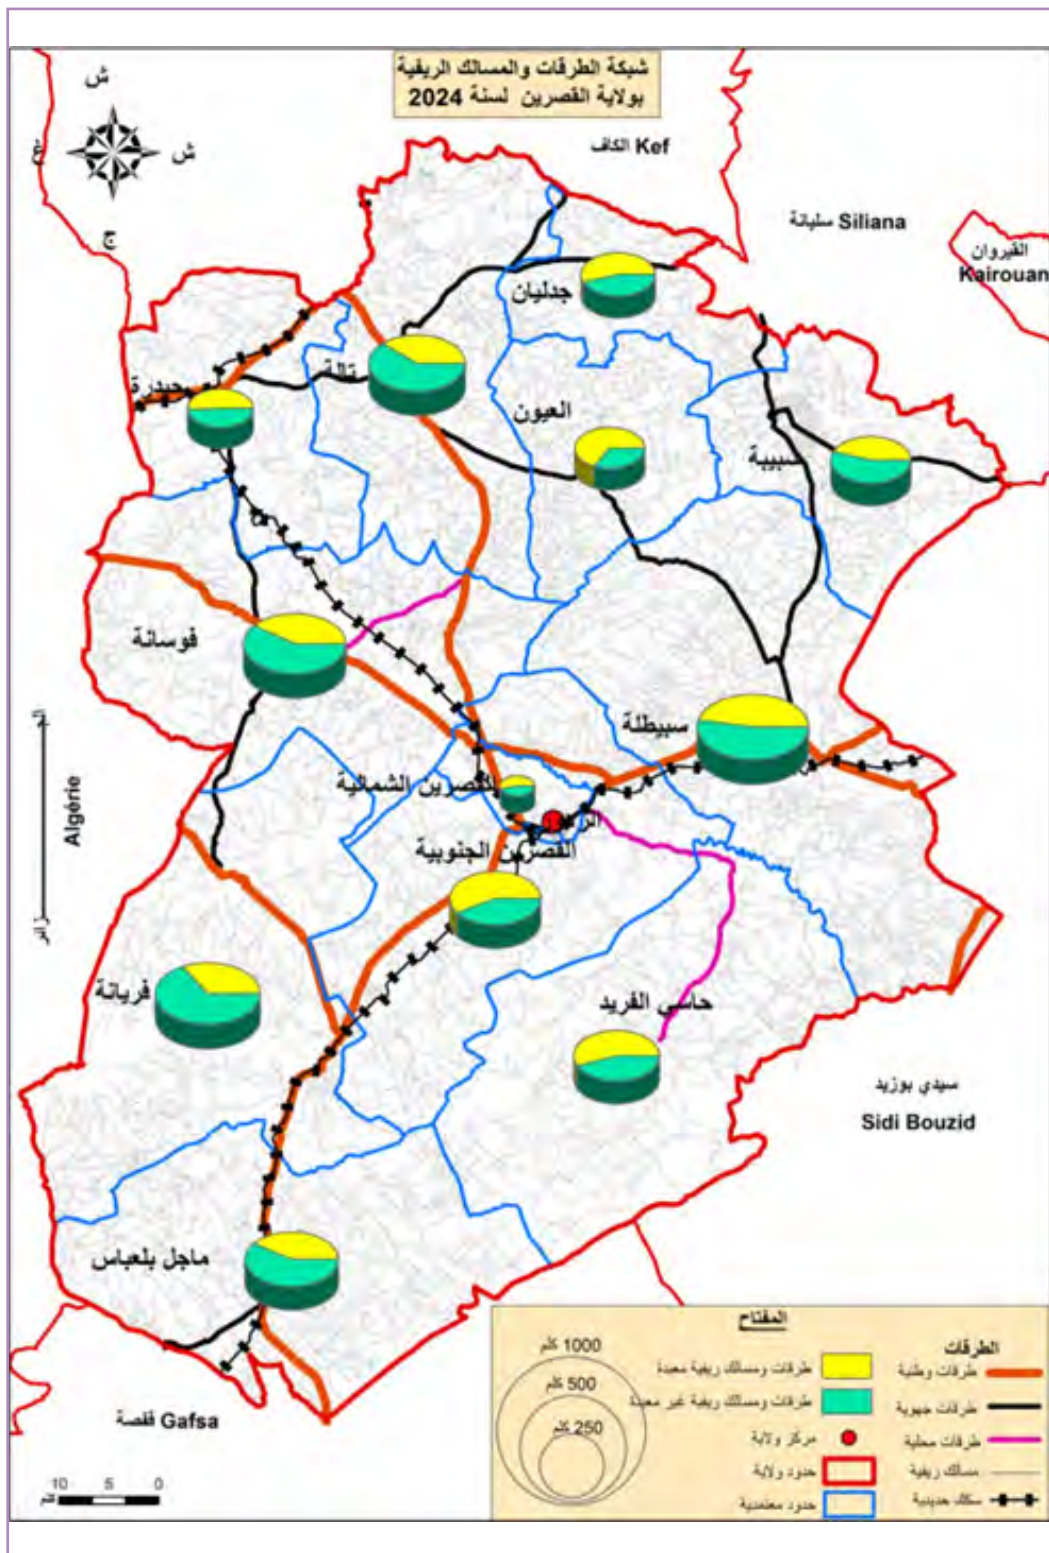 شبكة الطرقات والمسالك الريفية
بولاية القصرين لسنة 2024
ش
ش
ج
الكاف Kef
سليانة Siliana
القيروان
Kairouan
جدليان
تالة
حيدرة
العيون
سبيبة
فوسانة
سبيطلة
القصرين الشمالية
القصرين الجنوبية
Algérie
فريانة
حاسي الفريد
سيدي بوزيد
Sidi Bouzid
ماجل بلعباس
قفصة Gafsa
المفتاح
الطرقات
طرقات وطنية
طرقات جهوية
طرقات محلية
مسالك ريفية
سكك حديدية
طرقات ومسالك ريفية معبدة
طرقات ومسالك ريفية غير معبدة
مركز ولاية
حدود ولاية
حدود معتمدية
1000 كلم
500 كلم
250 كلم
10 5 0
كلم